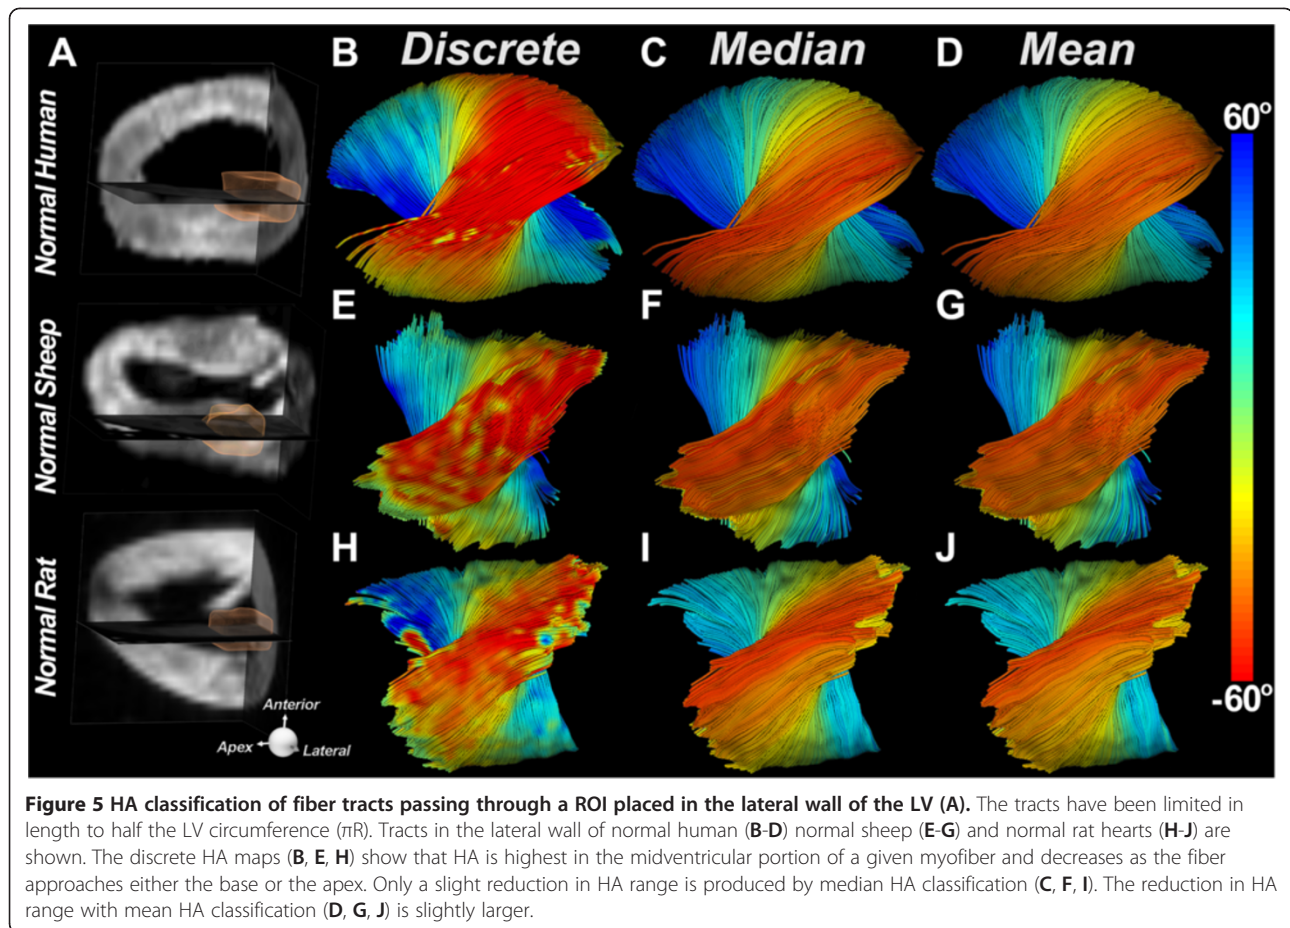 A
B Discrete
C Median
D Mean
Normal Human
60°
E
F
G
Normal Sheep
H
I
J
Normal Rat
-60°
Anterior
Apex
Lateral
Figure 5 HA classification of fiber tracts passing through a ROI placed in the lateral wall of the LV (A). The tracts have been limited in
length to half the LV circumference (πR). Tracts in the lateral wall of normal human (B-D) normal sheep (E-G) and normal rat hearts (H-J) are
shown. The discrete HA maps (B, E, H) show that HA is highest in the midventricular portion of a given myofiber and decreases as the fiber
approaches either the base or the apex. Only a slight reduction in HA range is produced by median HA classification (C, F, I). The reduction in HA
range with mean HA classification (D, G, J) is slightly larger.